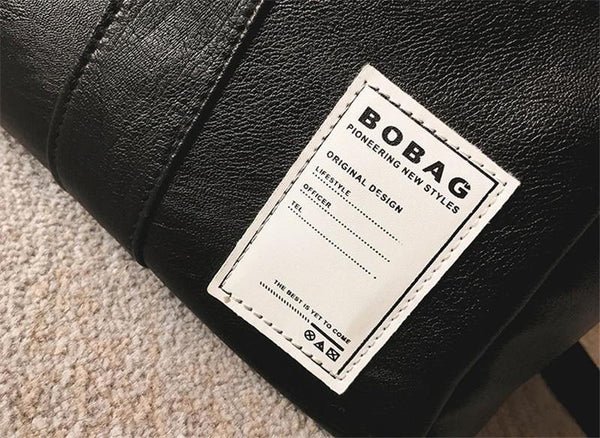 BOBAG
PIONEERING NEW STYLES
ORIGINAL DESIGN
LIFESTYLE
OFFICER
TEL
THE BEST IS YET TO COME